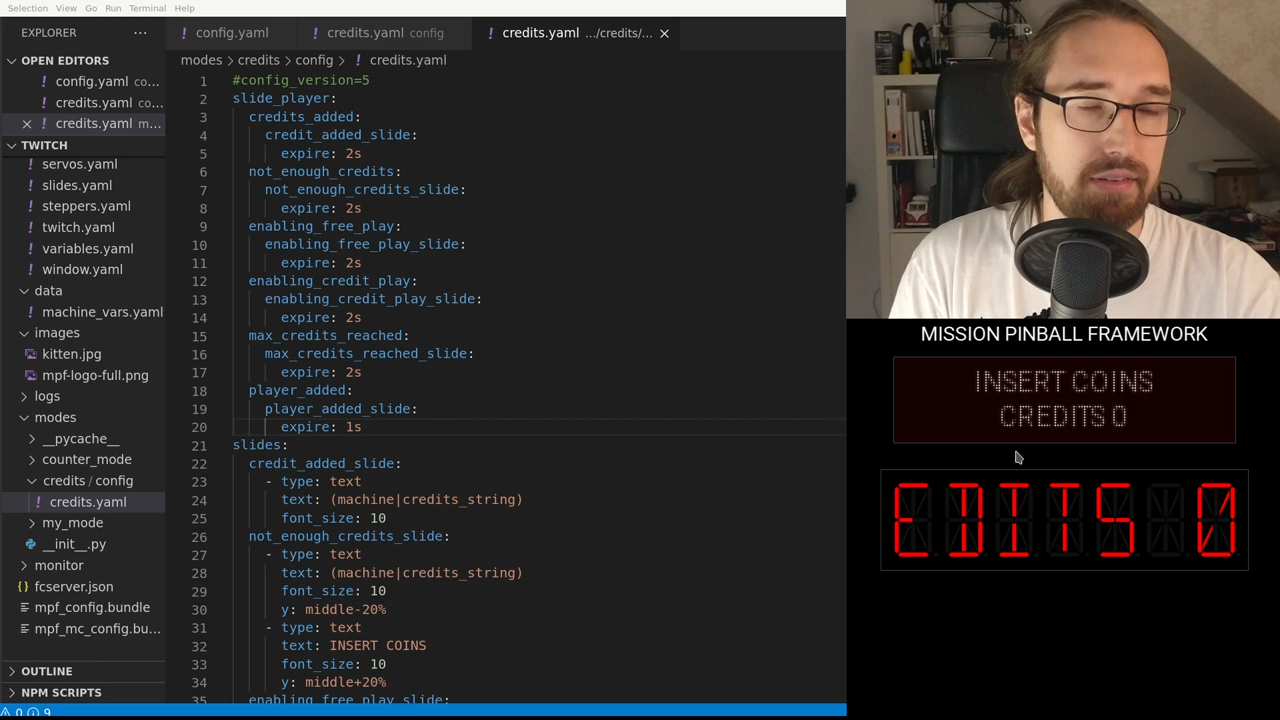 Selection View Go Run Terminal Help
EXPLORER ...
OPEN EDITORS
! config.yaml co...
! credits.yaml co...
! credits.yaml m...
TWITCH
! servos.yaml
! slides.yaml
! steppers.yaml
! twitch.yaml
! variables.yaml
! window.yaml
data
! machine_vars.yaml
images
kitten.jpg
mpf-logo-full.png
logs
modes
__pycache__
counter_mode
credits / config
! credits.yaml
my_mode
__init__.py
monitor
{} fcserver.json
mpf_config.bundle
mpf_mc_config.bu...
OUTLINE
NPM SCRIPTS
0 9
! config.yaml ! credits.yaml config ! credits.yaml .../credits/...
modes > credits > config > ! credits.yaml
1 #config_version=5
2 slide_player:
3 credits_added:
4 credit_added_slide:
5 expire: 2s
6 not_enough_credits:
7 not_enough_credits_slide:
8 expire: 2s
9 enabling_free_play:
10 enabling_free_play_slide:
11 expire: 2s
12 enabling_credit_play:
13 enabling_credit_play_slide:
14 expire: 2s
15 max_credits_reached:
16 max_credits_reached_slide:
17 expire: 2s
18 player_added:
19 player_added_slide:
20 expire: 1s
21 slides:
22 credit_added_slide:
23 - type: text
24 text: (machine|credits_string)
25 font_size: 10
26 not_enough_credits_slide:
27 - type: text
28 text: (machine|credits_string)
29 font_size: 10
30 y: middle-20%
31 - type: text
32 text: INSERT COINS
33 font_size: 10
34 y: middle+20%
35 enabling_free_play_slide:
MISSION PINBALL FRAMEWORK
INSERT COINS
CREDITS 0
EDITS 0